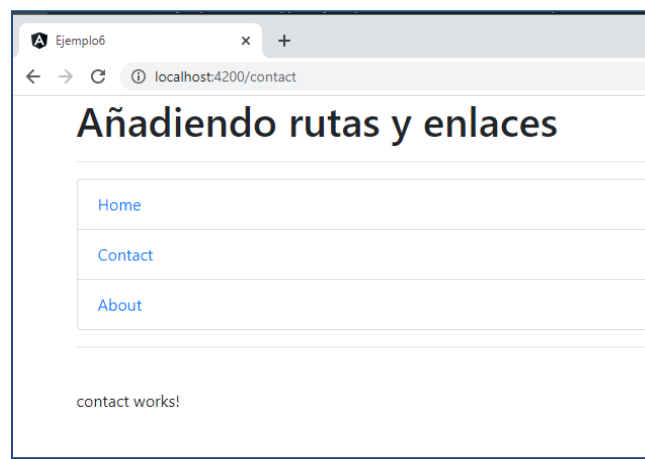 Ejemplo6
localhost:4200/contact
Añadiendo rutas y enlaces
Home
Contact
About
contact works!